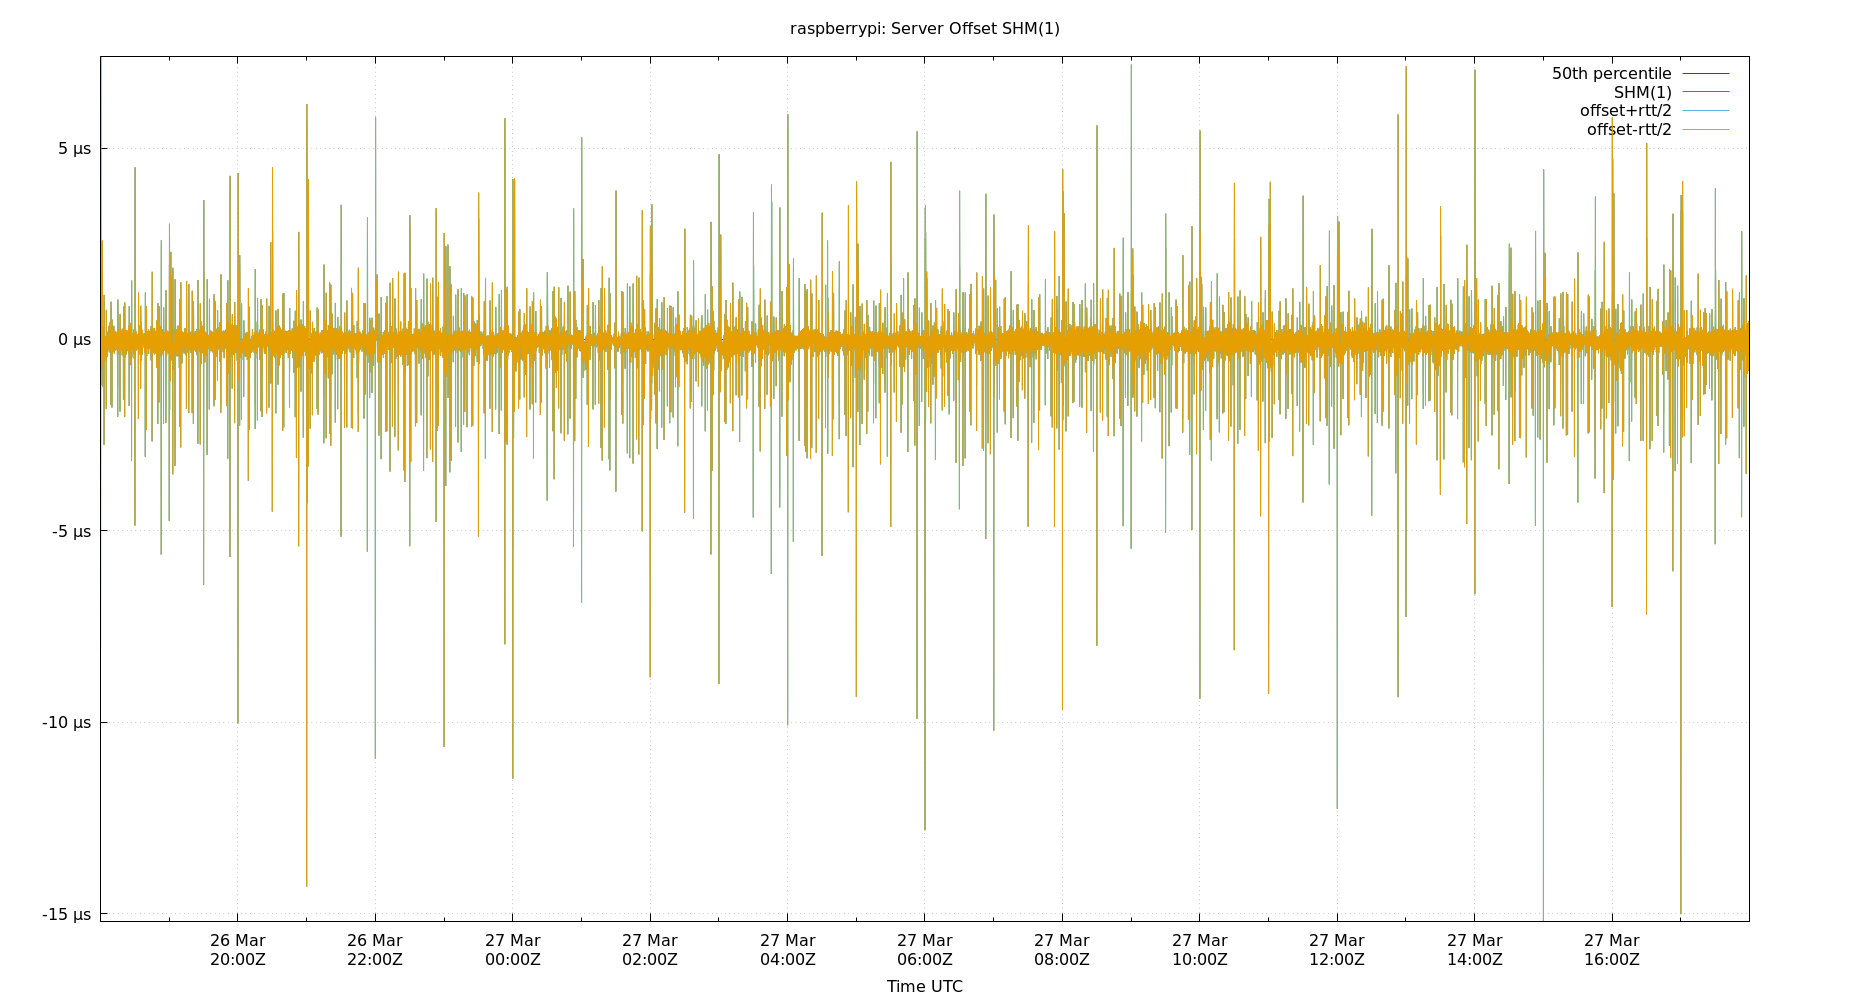 raspberrypi: Server Offset SHM(1)
50th percentile
SHM(1)
offset+rtt/2
offset-rtt/2
5 µs
0 µs
-5 µs
-10 µs
-15 µs
26 Mar 26 Mar 27 Mar 27 Mar 27 Mar 27 Mar 27 Mar 27 Mar 27 Mar 27 Mar 27 Mar
20:00Z 22:00Z 00:00Z 02:00Z 04:00Z 06:00Z 08:00Z 10:00Z 12:00Z 14:00Z 16:00Z
Time UTC